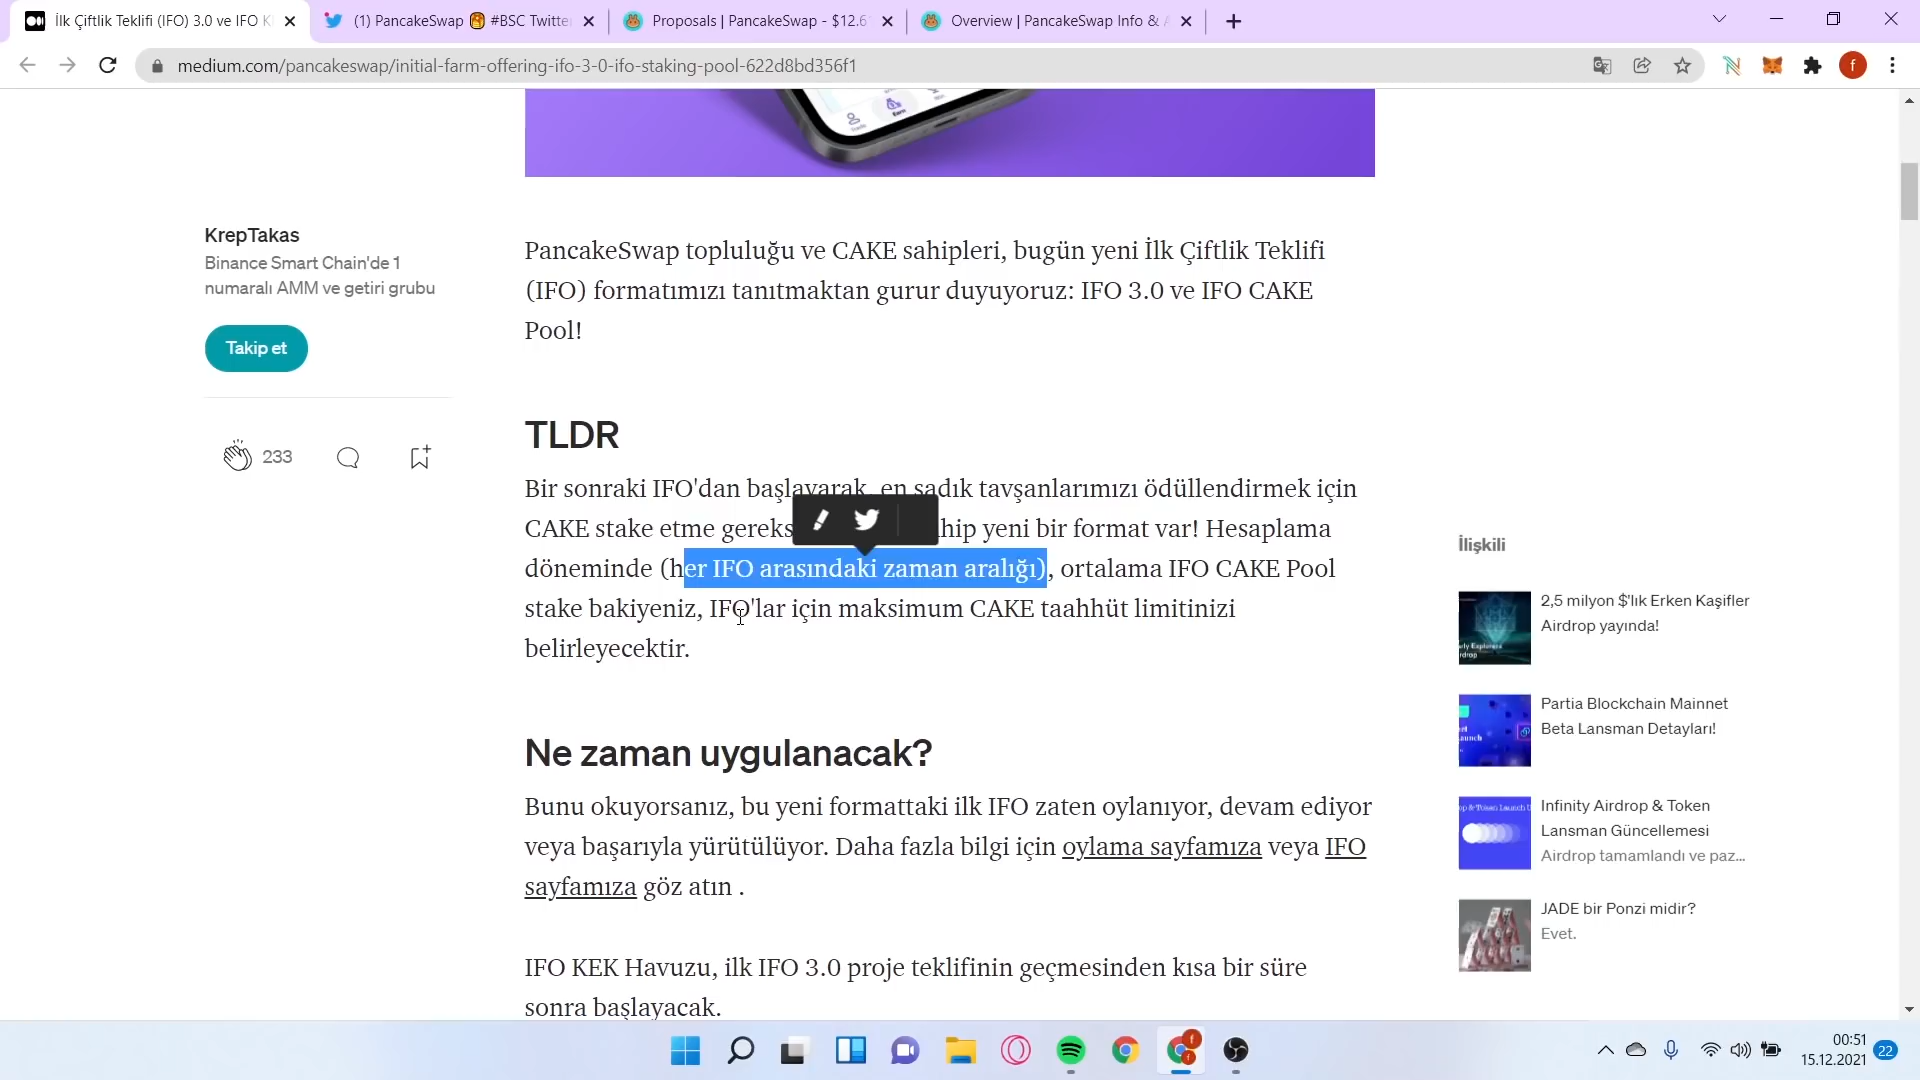 İlk Çiftlik Teklifi (IFO) 3.0 ve IFO K
(1) PancakeSwap #BSC Twitte
Proposals | PancakeSwap - $12.6
Overview | PancakeSwap Info & A
medium.com/pancakeswap/initial-farm-offering-ifo-3-0-ifo-staking-pool-622d8bd356f1
f
KrepTakas
Binance Smart Chain'de 1
numaralı AMM ve getiri grubu
Takip et
233
PancakeSwap topluluğu ve CAKE sahipleri, bugün yeni İlk Çiftlik Teklifi
(IFO) formatımızı tanıtmaktan gurur duyuyoruz: IFO 3.0 ve IFO CAKE
Pool!
TLDR
Bir sonraki IFO'dan başlayarak, en sadık tavşanlarımızı ödüllendirmek için
CAKE stake etme gereks hip yeni bir format var! Hesaplama
döneminde (her IFO arasındaki zaman aralığı), ortalama IFO CAKE Pool
stake bakiyeniz, IFO'lar için maksimum CAKE taahhüt limitinizi
belirleyecektir.
Ne zaman uygulanacak?
Bunu okuyorsanız, bu yeni formattaki ilk IFO zaten oylanıyor, devam ediyor
veya başarıyla yürütülüyor. Daha fazla bilgi için oylama sayfamıza veya IFO
sayfamıza göz atın .
IFO KEK Havuzu, ilk IFO 3.0 proje teklifinin geçmesinden kısa bir süre
sonra başlayacak.
İlişkili
2,5 milyon $'lık Erken Kaşifler
Airdrop yayında!
Partia Blockchain Mainnet
Beta Lansman Detayları!
Infinity Airdrop & Token
Lansman Güncellemesi
Airdrop tamamlandı ve paz...
JADE bir Ponzi midir?
Evet.
00:51
15.12.2021
22